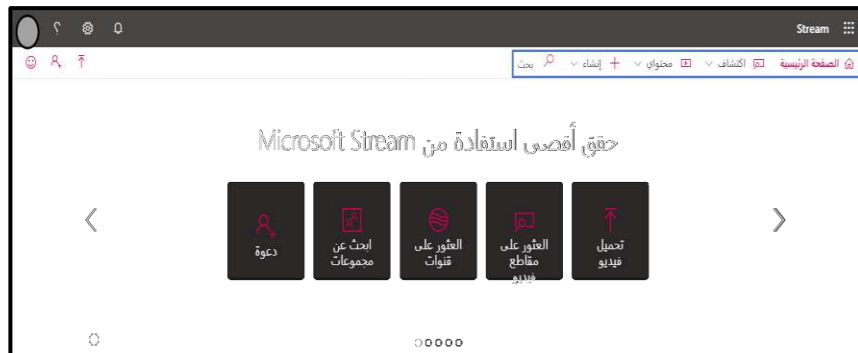 Stream
الصفحة الرئيسية اكتشاف محتواي إنشاء بحث
حقق أقصى استفادة من Microsoft Stream
تحميل
فيديو
العثور على
مقاطع
فيديو
العثور على
قنوات
ابحث عن
مجموعات
دعوة